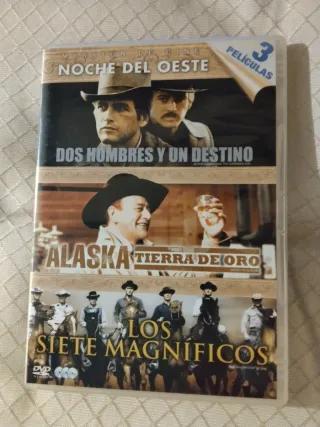 NOCHE DEL OESTE
3
PELÍCULAS
DOS HOMBRES Y UN DESTINO
ALASKA TIERRA DE ORO
LOS
SIETE MAGNÍFICOS
DVD